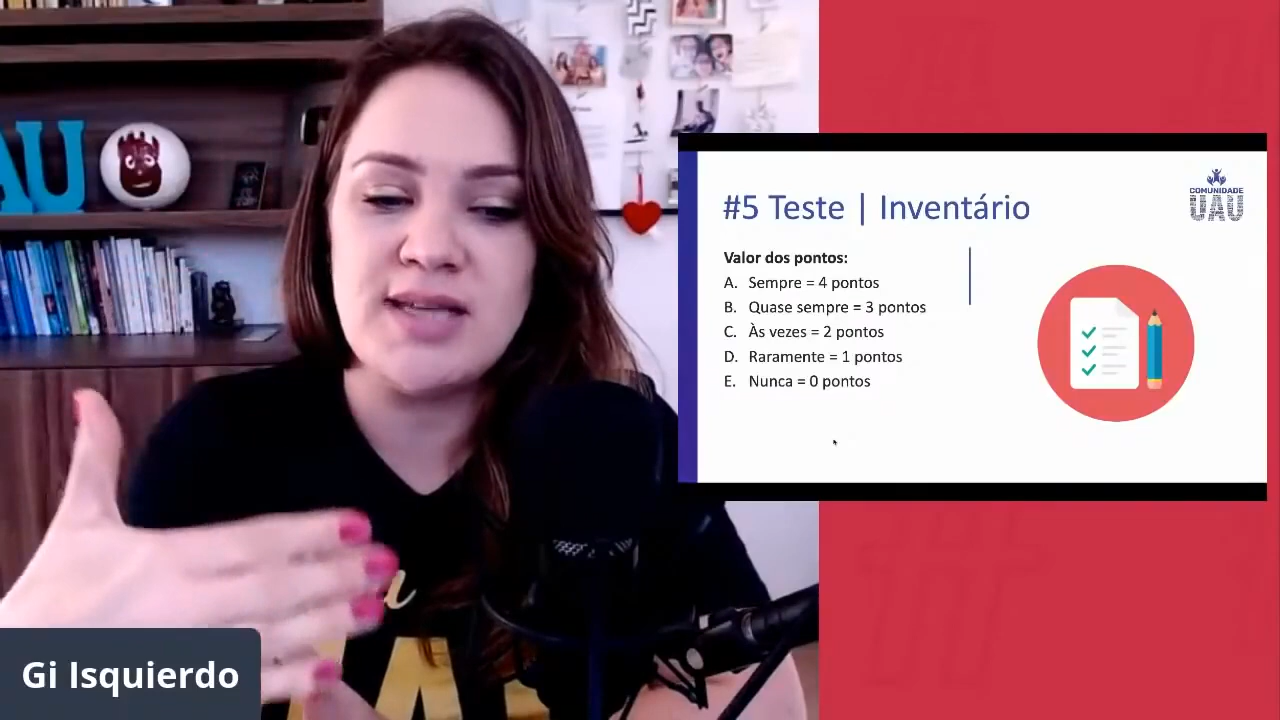 AU
#5 Teste | Inventário
COMUNIDADE
UAU
Valor dos pontos:
A. Sempre = 4 pontos
B. Quase sempre = 3 pontos
C. Às vezes = 2 pontos
D. Raramente = 1 pontos
E. Nunca = 0 pontos
Gi Isquierdo